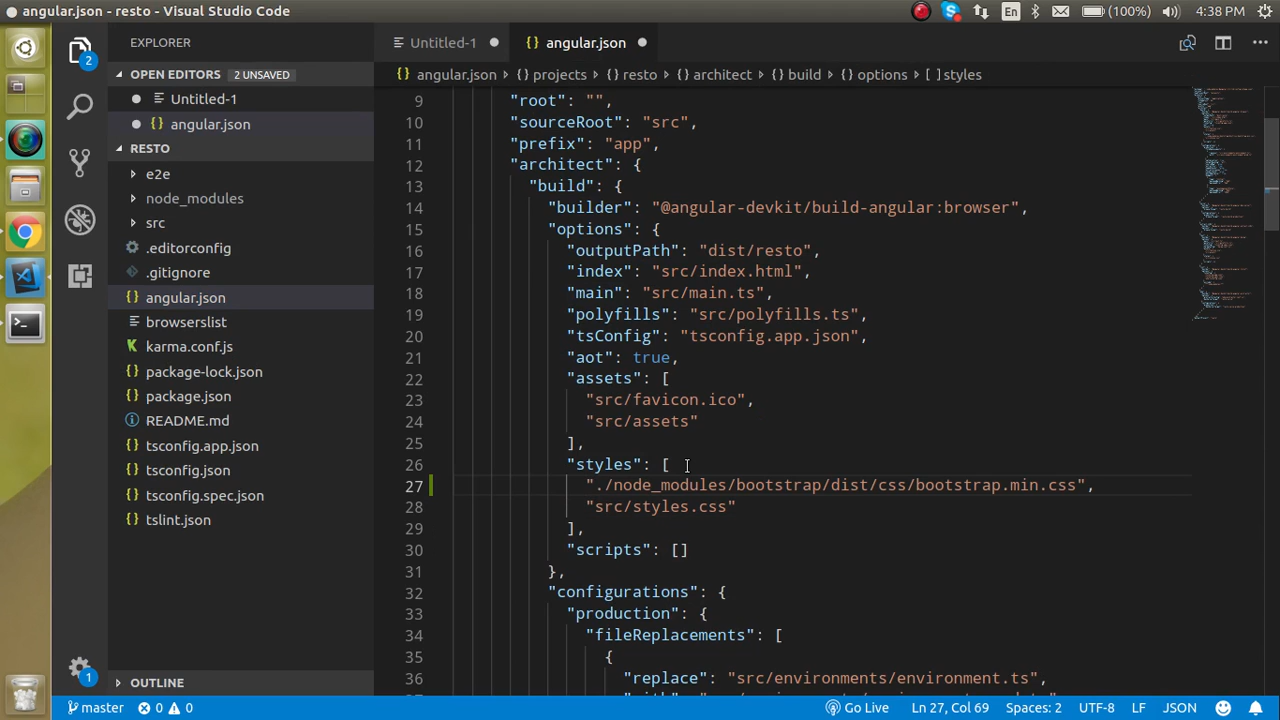 angular.json - resto - Visual Studio Code
En
(100%)
4:38 PM
EXPLORER
OPEN EDITORS 2 UNSAVED
Untitled-1
angular.json
RESTO
e2e
node_modules
src
.editorconfig
.gitignore
angular.json
browserslist
karma.conf.js
package-lock.json
package.json
README.md
tsconfig.app.json
tsconfig.json
tsconfig.spec.json
tslint.json
OUTLINE
2
1
Untitled-1
angular.json
angular.json › {} projects › {} resto › {} architect › {} build › {} options › [ ] styles
9 "root": "",
10 "sourceRoot": "src",
11 "prefix": "app",
12 "architect": {
13 "build": {
14 "builder": "@angular-devkit/build-angular:browser",
15 "options": {
16 "outputPath": "dist/resto",
17 "index": "src/index.html",
18 "main": "src/main.ts",
19 "polyfills": "src/polyfills.ts",
20 "tsConfig": "tsconfig.app.json",
21 "aot": true,
22 "assets": [
23 "src/favicon.ico",
24 "src/assets"
25 ],
26 "styles": [
27 "./node_modules/bootstrap/dist/css/bootstrap.min.css",
28 "src/styles.css"
29 ],
30 "scripts": []
31 },
32 "configurations": {
33 "production": {
34 "fileReplacements": [
35 {
36 "replace": "src/environments/environment.ts",
master
0
0
Go Live
Ln 27, Col 69
Spaces: 2
UTF-8
LF
JSON